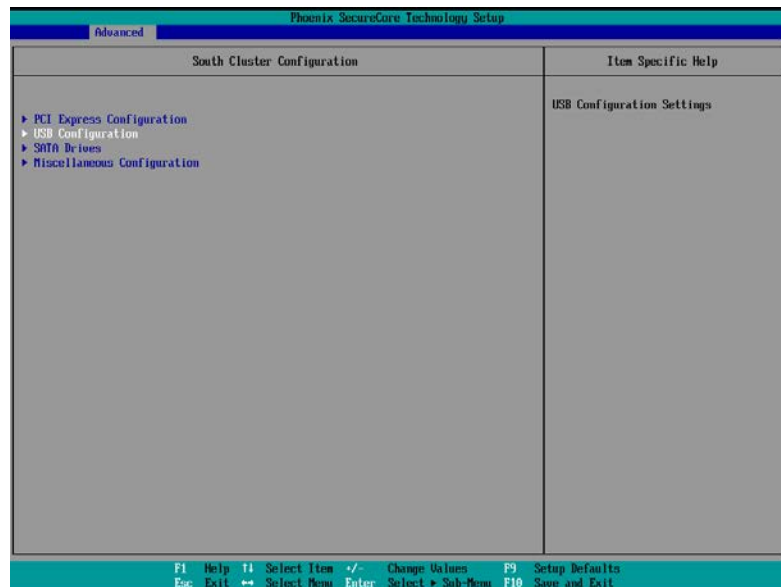 Phoenix SecureCore Technology Setup
Advanced
South Cluster Configuration
Item Specific Help
▶ PCI Express Configuration
▶ USB Configuration
▶ SATA Drives
▶ Miscellaneous Configuration
USB Configuration Settings
F1 Help ↑↓ Select Item +/- Change Values F9 Setup Defaults
Esc Exit ↔ Select Menu Enter Select ▶ Sub-Menu F10 Save and Exit